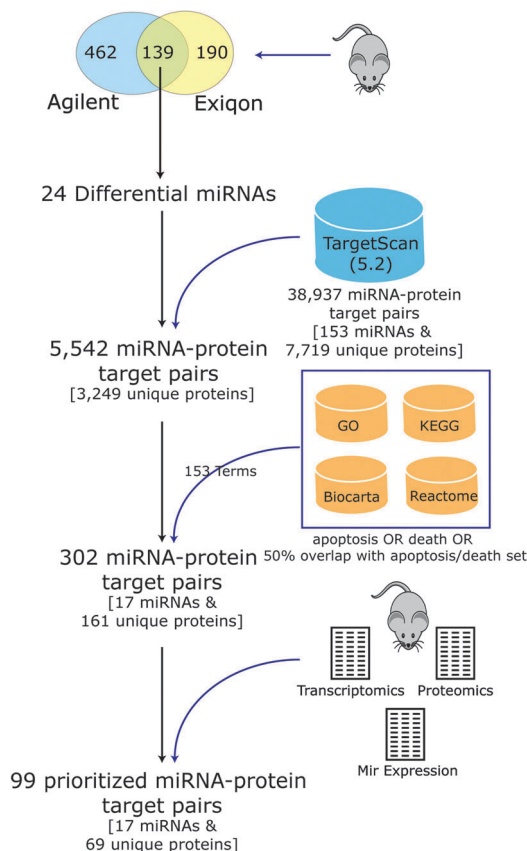 462 139 190
Agilent Exiqon
24 Differential miRNAs
TargetScan
(5.2)
38,937 miRNA-protein
target pairs
[153 miRNAs &
7,719 unique proteins]
5,542 miRNA-protein
target pairs
[3,249 unique proteins]
GO KEGG
Biocarta Reactome
153 Terms
apoptosis OR death OR
50% overlap with apoptosis/death set
302 miRNA-protein
target pairs
[17 miRNAs &
161 unique proteins]
Transcriptomics Proteomics
Mir Expression
99 prioritized miRNA-protein
target pairs
[17 miRNAs &
69 unique proteins]